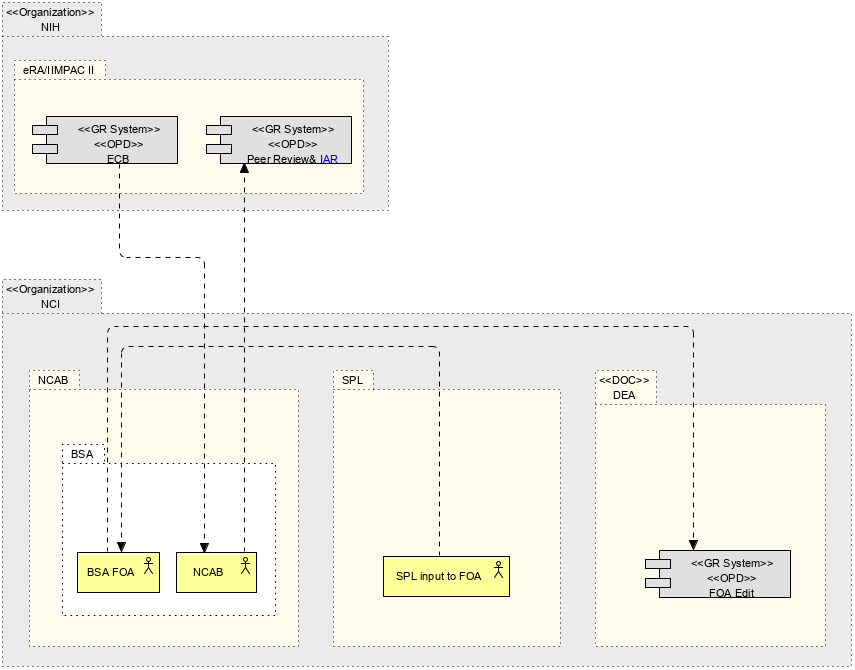 <<Organization>>
NIH
eRA/IIMPAC II
<<GR System>>
<<OPD>>
ECB
<<GR System>>
<<OPD>>
Peer Review& IAR
<<Organization>>
NCI
NCAB
BSA
BSA FOA
NCAB
SPL
SPL input to FOA
<<DOC>>
DEA
<<GR System>>
<<OPD>>
FOA Edit